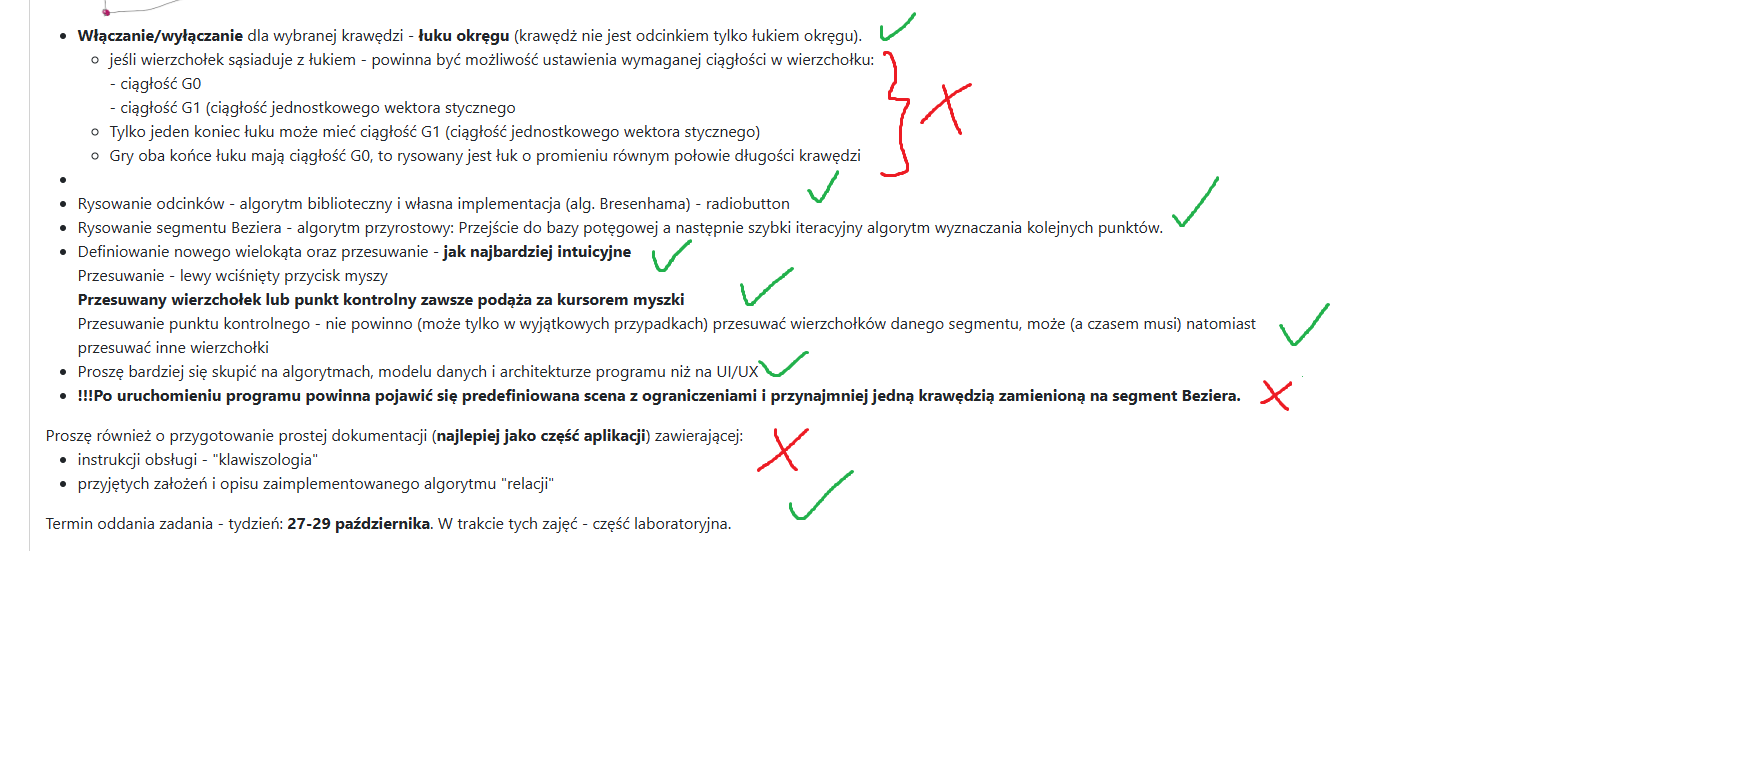 Włączanie/wyłączanie dla wybranej krawędzi - łuku okręgu (krawędź nie jest odcinkiem tylko łukiem okręgu).
jeśli wierzchołek sąsiaduje z łukiem - powinna być możliwość ustawienia wymaganej ciągłości w wierzchołku:
- ciągłość G0
- ciągłość G1 (ciągłość jednostkowego wektora stycznego
Tylko jeden koniec łuku może mieć ciągłość G1 (ciągłość jednostkowego wektora stycznego)
Gry oba końce łuku mają ciągłość G0, to rysowany jest łuk o promieniu równym połowie długości krawędzi
Rysowanie odcinków - algorytm biblioteczny i własna implementacja (alg. Bresenhama) - radiobutton
Rysowanie segmentu Beziera - algorytm przyrostowy: Przejście do bazy potęgowej a następnie szybki iteracyjny algorytm wyznaczania kolejnych punktów.
Definiowanie nowego wielokąta oraz przesuwanie - jak najbardziej intuicyjne
Przesuwanie - lewy wciśnięty przycisk myszy
Przesuwany wierzchołek lub punkt kontrolny zawsze podąża za kursorem myszki
Przesuwanie punktu kontrolnego - nie powinno (może tylko w wyjątkowych przypadkach) przesuwać wierzchołków danego segmentu, może (a czasem musi) natomiast
przesuwać inne wierzchołki
Proszę bardziej się skupić na algorytmach, modelu danych i architekturze programu niż na UI/UX
!!!Po uruchomieniu programu powinna pojawić się predefiniowana scena z ograniczeniami i przynajmniej jedną krawędzią zamienioną na segment Beziera.
Proszę również o przygotowanie prostej dokumentacji (najlepiej jako część aplikacji) zawierającej:
instrukcji obsługi - "klawiszologia"
przyjętych założeń i opisu zaimplementowanego algorytmu "relacji"
Termin oddania zadania - tydzień: 27-29 października. W trakcie tych zajęć - część laboratoryjna.